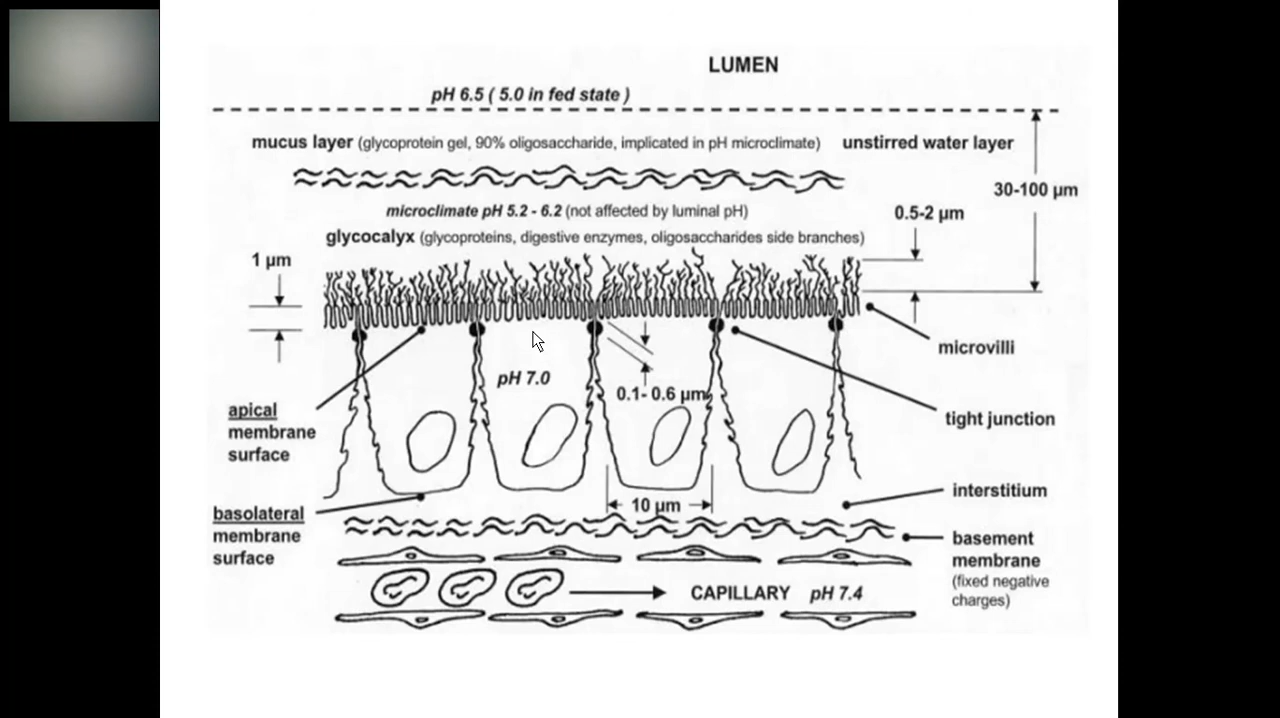 LUMEN
pH 6.5 ( 5.0 in fed state )
mucus layer (glycoprotein gel, 90% oligosaccharide, implicated in pH microclimate)
unstirred water layer
30-100 µm
microclimate pH 5.2 - 6.2 (not affected by luminal pH)
0.5-2 µm
glycocalyx (glycoproteins, digestive enzymes, oligosaccharides side branches)
1 µm
microvilli
pH 7.0
0.1- 0.6 µm
apical
membrane
surface
tight junction
interstitium
10 µm
basolateral
membrane
surface
basement
membrane
(fixed negative
charges)
CAPILLARY pH 7.4